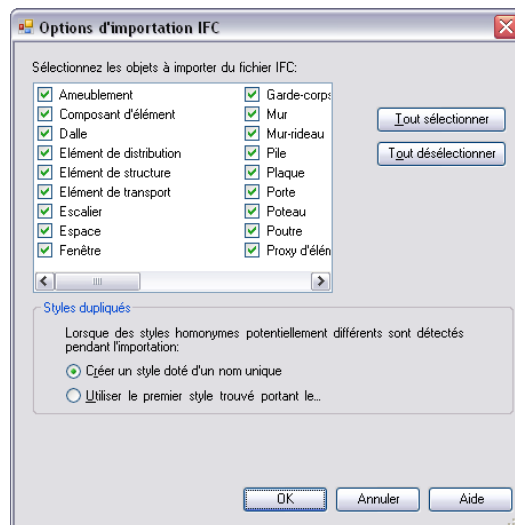 Options d'importation IFC
Sélectionnez les objets à importer du fichier IFC:
Ameublement
Composant d'élément
Dalle
Elément de distribution
Elément de structure
Elément de transport
Escalier
Espace
Fenêtre
Garde-corps
Mur
Mur-rideau
Pile
Plaque
Porte
Poteau
Poutre
Proxy d'élén
Tout sélectionner
Tout désélectionner
Styles dupliqués
Lorsque des styles homonymes potentiellement différents sont détectés
pendant l'importation:
Créer un style doté d'un nom unique
Utiliser le premier style trouvé portant le...
OK
Annuler
Aide